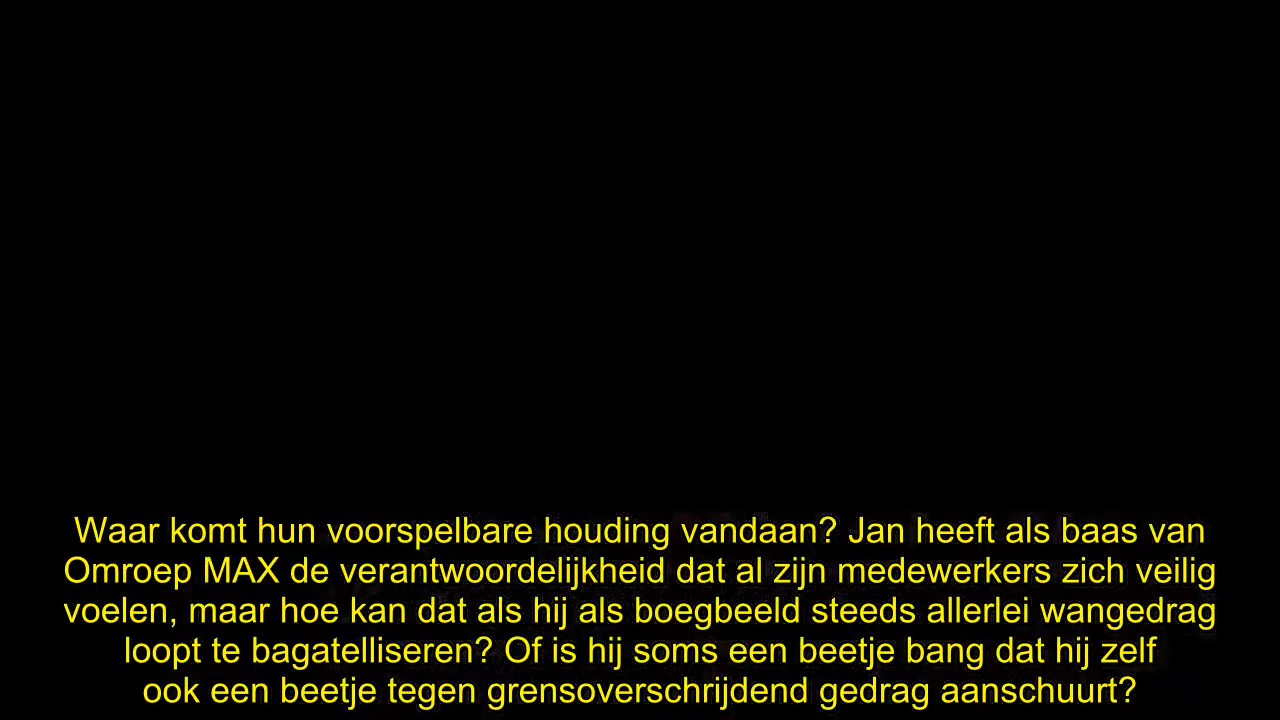 Waar komt hun voorspelbare houding vandaan? Jan heeft als baas van
Omroep MAX de verantwoordelijkheid dat al zijn medewerkers zich veilig
voelen, maar hoe kan dat als hij als boegbeeld steeds allerlei wangedrag
loopt te bagatelliseren? Of is hij soms een beetje bang dat hij zelf
ook een beetje tegen grensoverschrijdend gedrag aanschuurt?